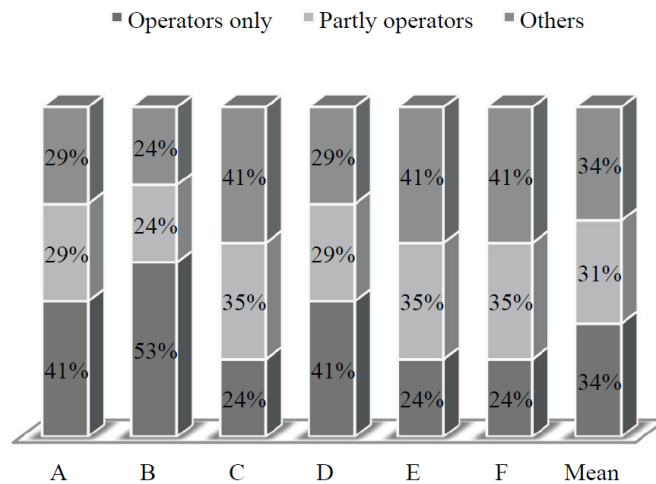 Operators only Partly operators Others
29% 24% 41% 29% 41% 41% 34%
29% 24% 35% 29% 35% 35% 31%
41% 53% 24% 41% 24% 24% 34%
A B C D E F Mean